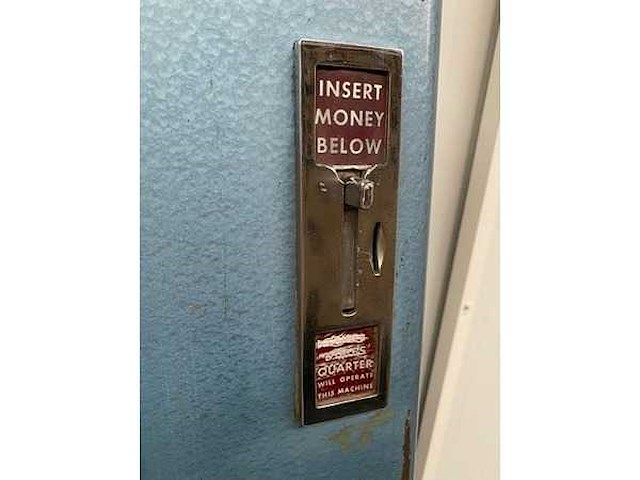 INSERT
MONEY
BELOW
QUARTER
WILL OPERATE
THIS MACHINE